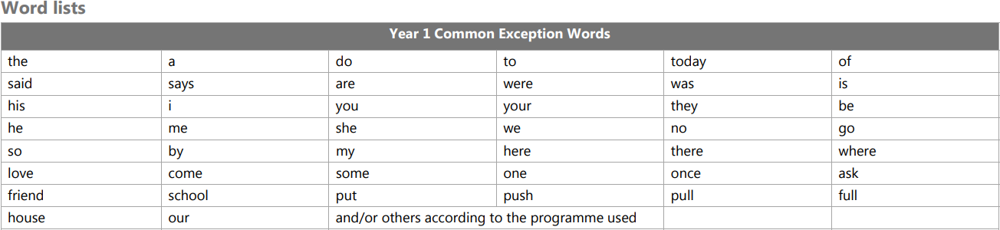 Word lists
Year 1 Common Exception Words
the a do to today of
said says are were was is
his i you your they be
he me she we no go
so by my here there where
love come some one once ask
friend school put push pull full
house our and/or others according to the programme used